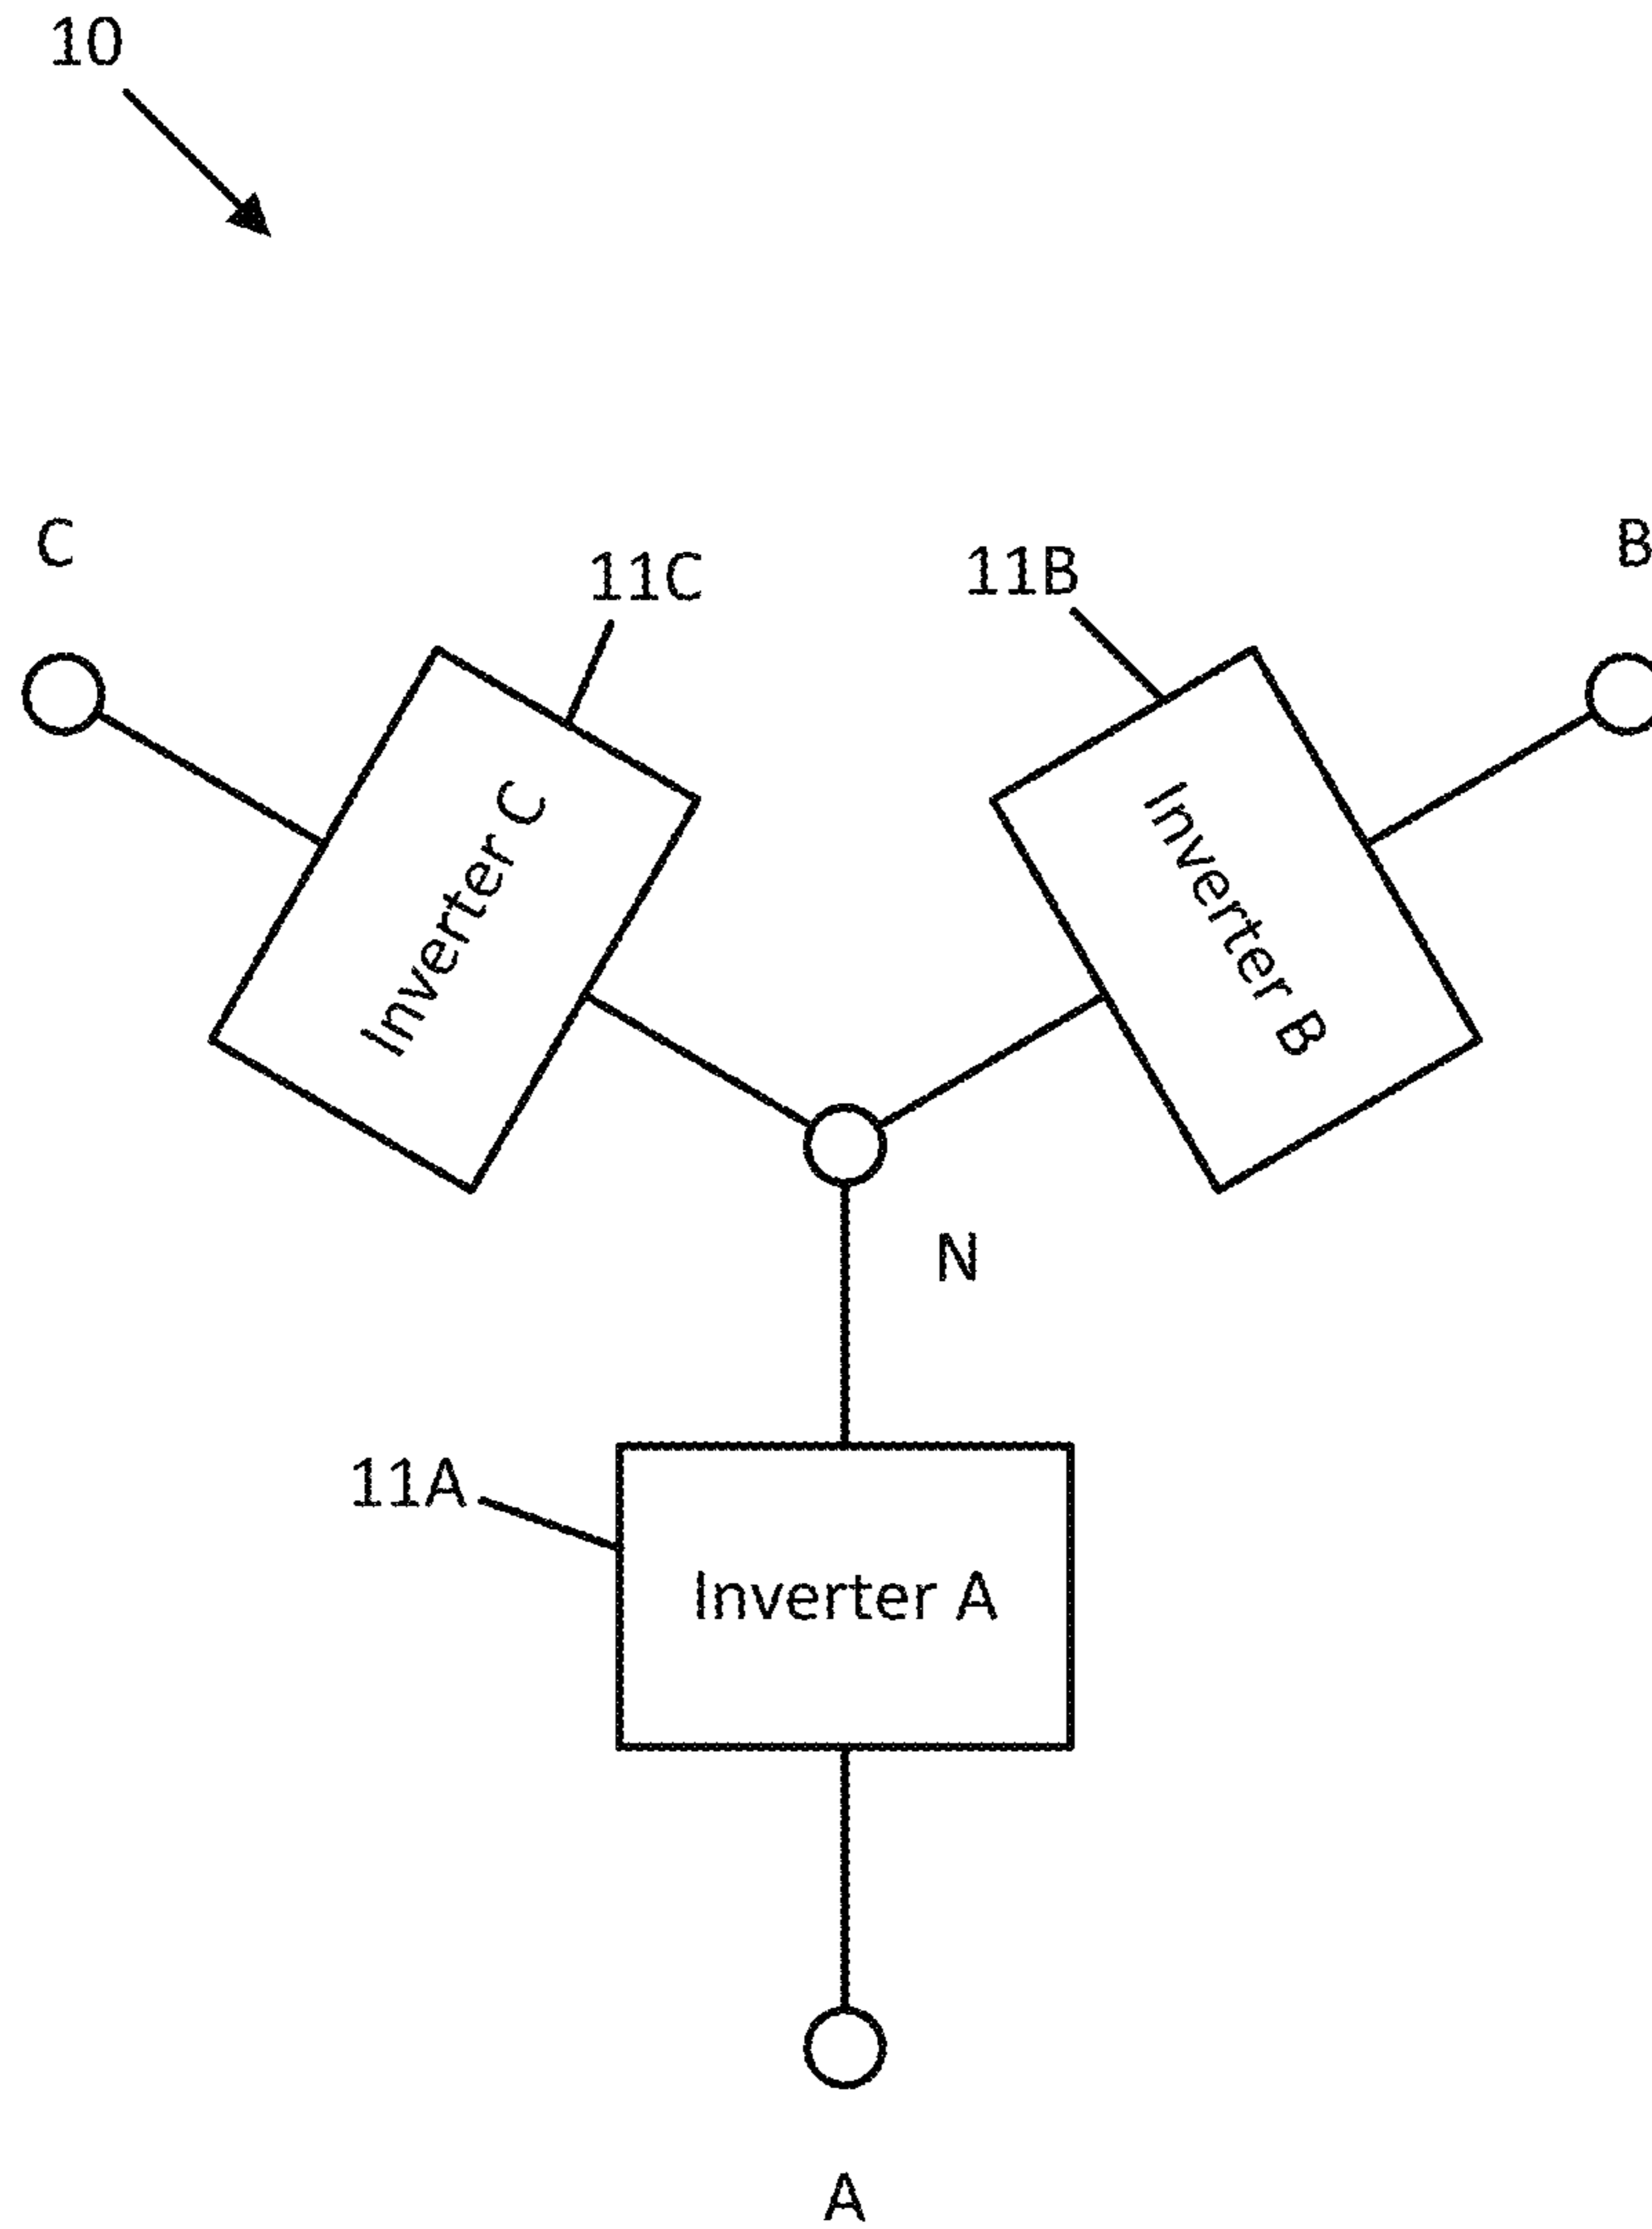 10
C
B
11C
11B
Inverter C
Inverter B
N
11A
Inverter A
A